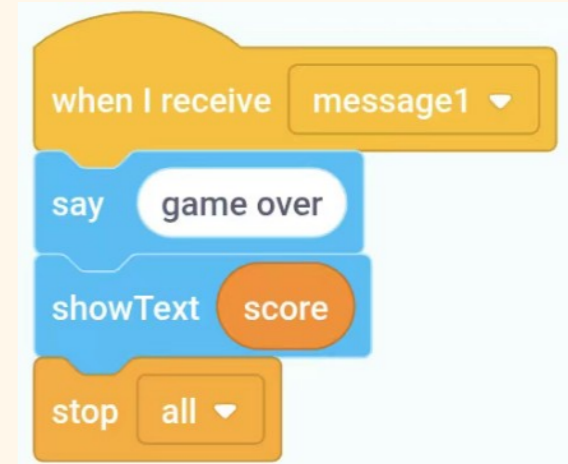 when I receive message1
say game over
showText score
stop all